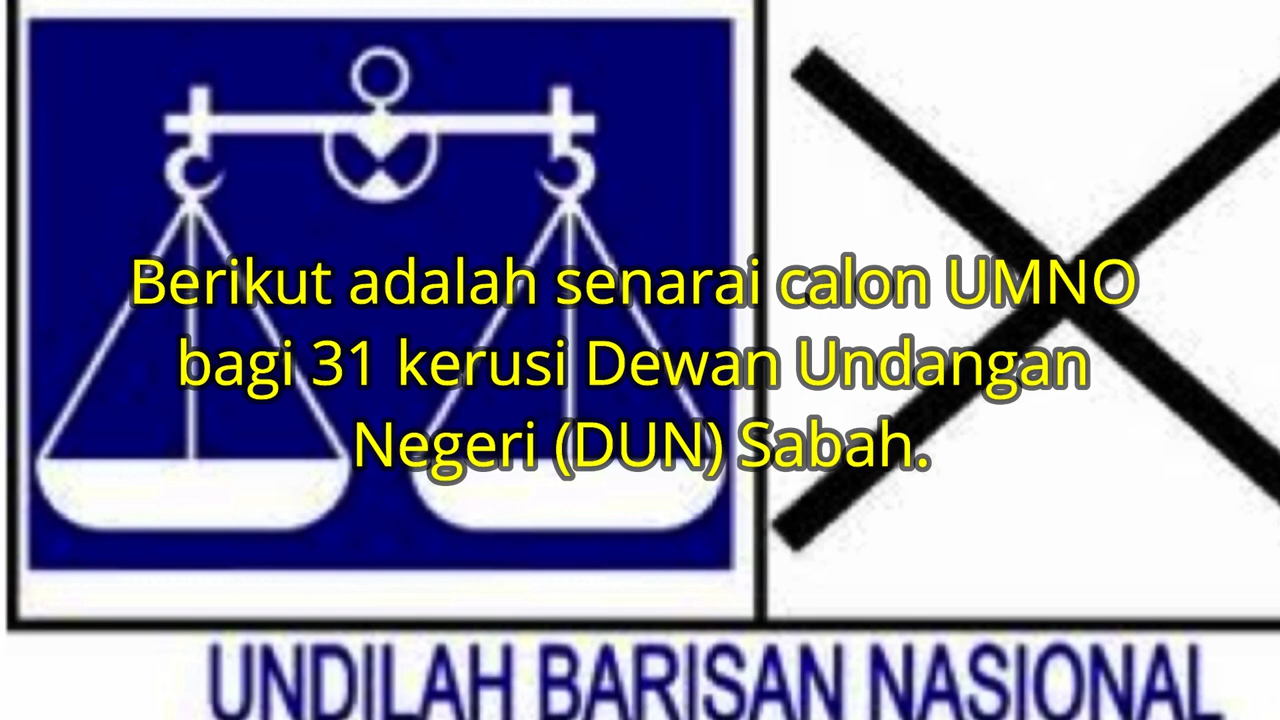 Berikut adalah senarai calon UMNO
bagi 31 kerusi Dewan Undangan
Negeri (DUN) Sabah.
UNDILAH BARISAN NASIONAL